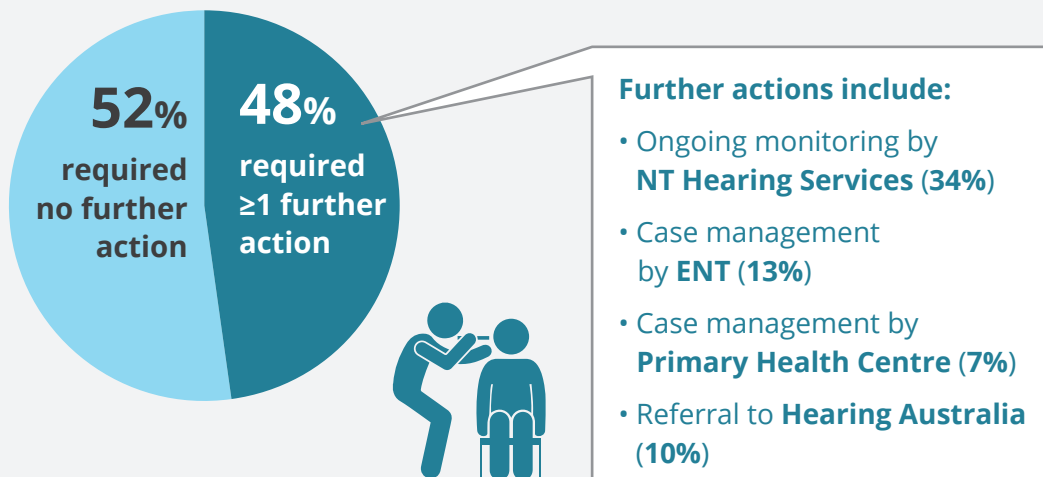 52%
required
no further
action
48%
required
≥1 further
action
Further actions include:
• Ongoing monitoring by
NT Hearing Services (34%)
• Case management
by ENT (13%)
• Case management by
Primary Health Centre (7%)
• Referral to Hearing Australia
(10%)